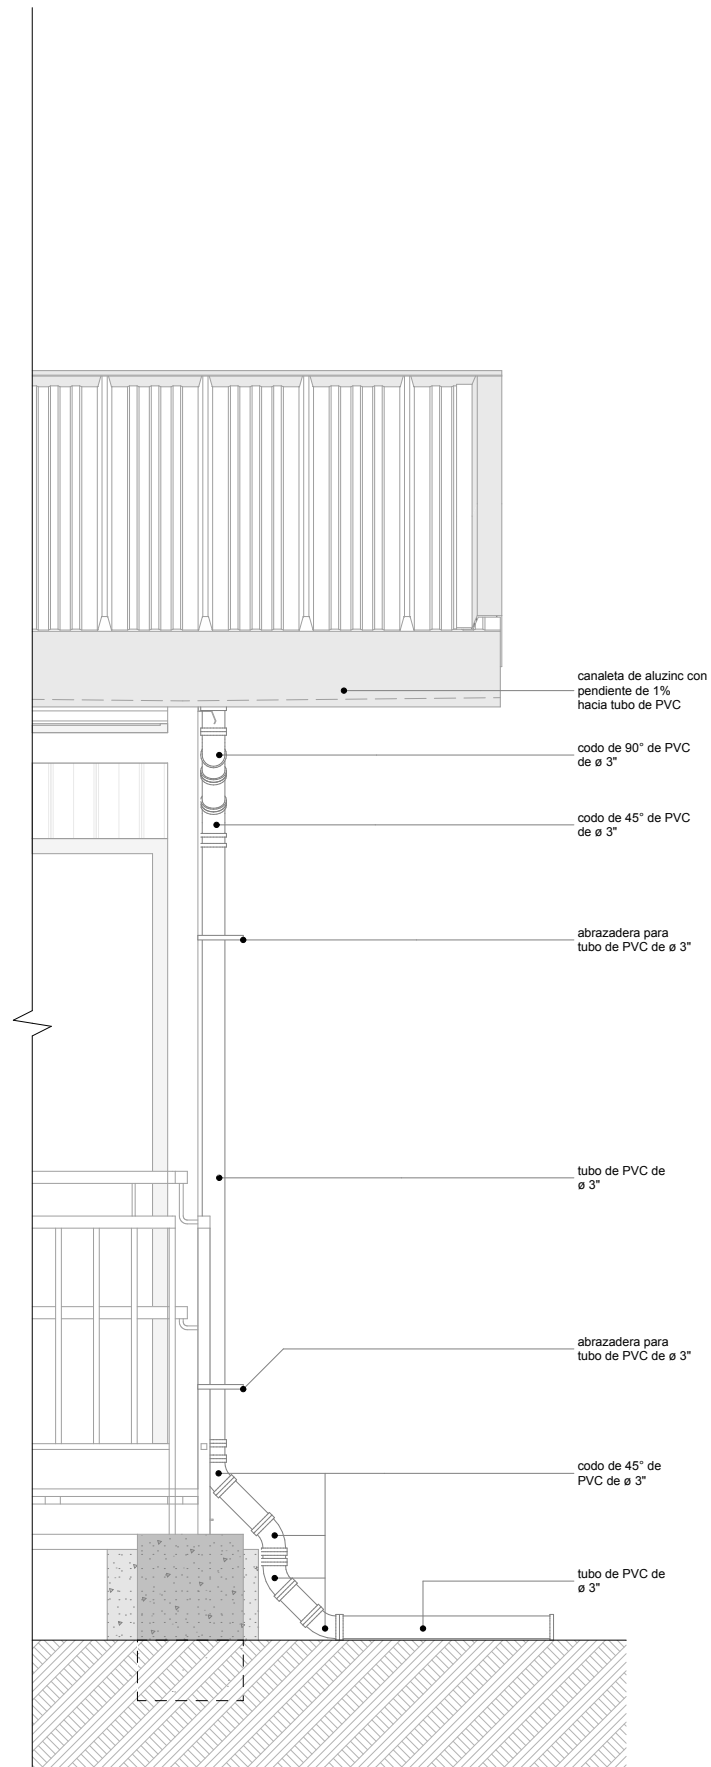 canaleta de aluzinc con
pendiente de 1%
hacia tubo de PVC
codo de 90° de PVC
de ø 3"
codo de 45° de PVC
de ø 3"
abrazadera para
tubo de PVC de ø 3"
tubo de PVC de
ø 3"
abrazadera para
tubo de PVC de ø 3"
codo de 45° de
PVC de ø 3"
tubo de PVC de
ø 3"